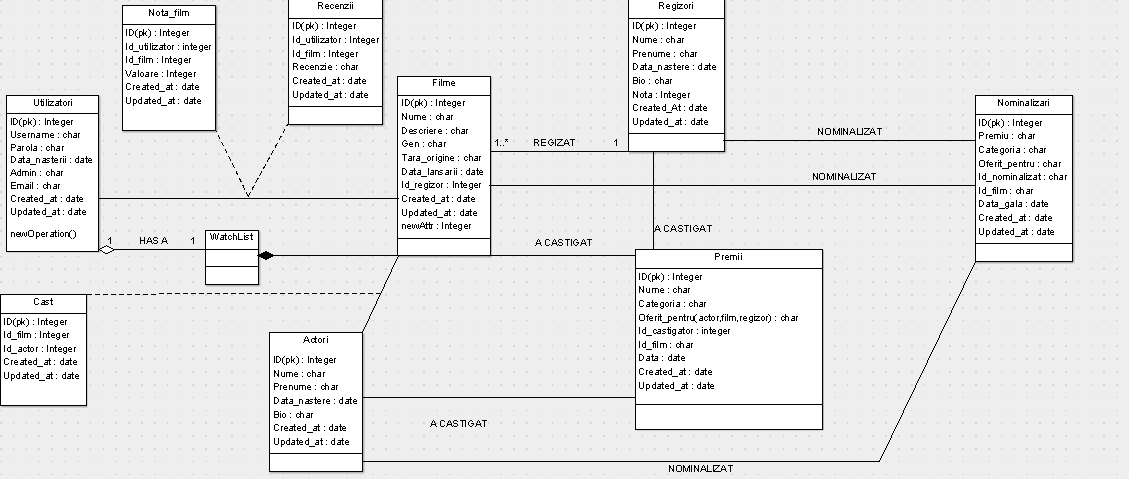 Nota_film
ID(pk) : Integer
Id_utilizator : integer
Id_film : Integer
Valoare : Integer
Created_at : date
Updated_at : date
Recenzii
ID(pk) : Integer
Id_utilizator : Integer
Id_film : Integer
Recenzie : char
Created_at : date
Updated_at : date
Regizori
ID(pk) : Integer
Nume : char
Prenume : char
Data_nastere : date
Bio : char
Nota : Integer
Created_At : date
Updated_at : date
Utilizatori
ID(pk) : Integer
Username : char
Parola : char
Data_nasterii : date
Admin : char
Email : char
Created_at : date
Updated_at : date
newOperation()
Filme
ID(pk) : Integer
Nume : char
Descriere : char
Gen : char
Tara_origine : char
Data_lansarii : date
Id_regizor : Integer
Created_at : date
Updated_at : date
newAttr : Integer
1..* REGIZAT 1
NOMINALIZAT
NOMINALIZAT
Nominalizari
ID(pk) : Integer
Premiu : char
Categoria : char
Oferit_pentru : char
Id_nominalizat : char
Id_film : char
Data_gala : char
Created_at : date
Updated_at : date
1 HAS A 1
WatchList
A CASTIGAT
A CASTIGAT
Cast
ID(pk) : Integer
Id_film : Integer
Id_actor : Integer
Created_at : date
Updated_at : date
Premii
ID(pk) : Integer
Nume : char
Categoria : char
Oferit_pentru(actor,film,regizor) : char
Id_castigator : integer
Id_film : char
Data : date
Created_at : date
Updated_at : date
Actori
ID(pk) : Integer
Nume : char
Prenume : char
Data_nastere : date
Bio : char
Created_at : date
Updated_at : date
A CASTIGAT
NOMINALIZAT